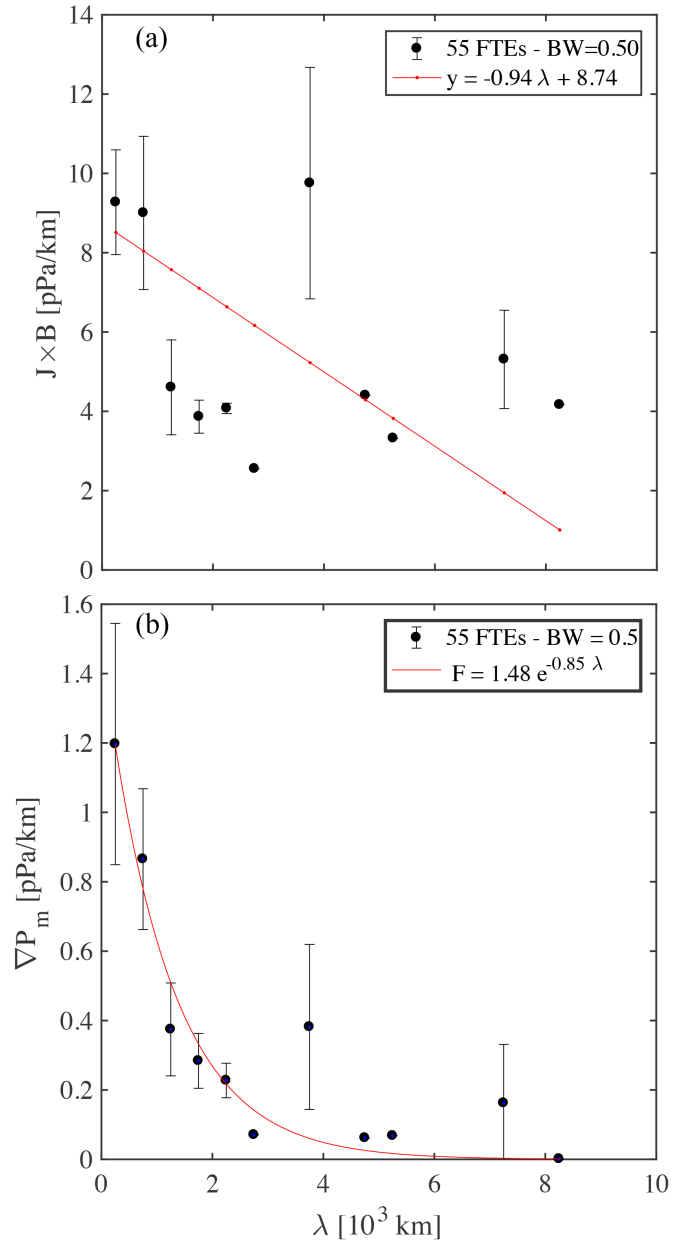 (a)
55 FTEs - BW=0.50
y = -0.94 λ + 8.74
14
12
10
8
6
4
2
0
J×B [pPa/km]
(b)
55 FTEs - BW = 0.5
F = 1.48 e^-0.85 λ
1.6
1.4
1.2
1
0.8
0.6
0.4
0.2
0
∇P_m [pPa/km]
0 2 4 6 8 10
λ [10^3 km]